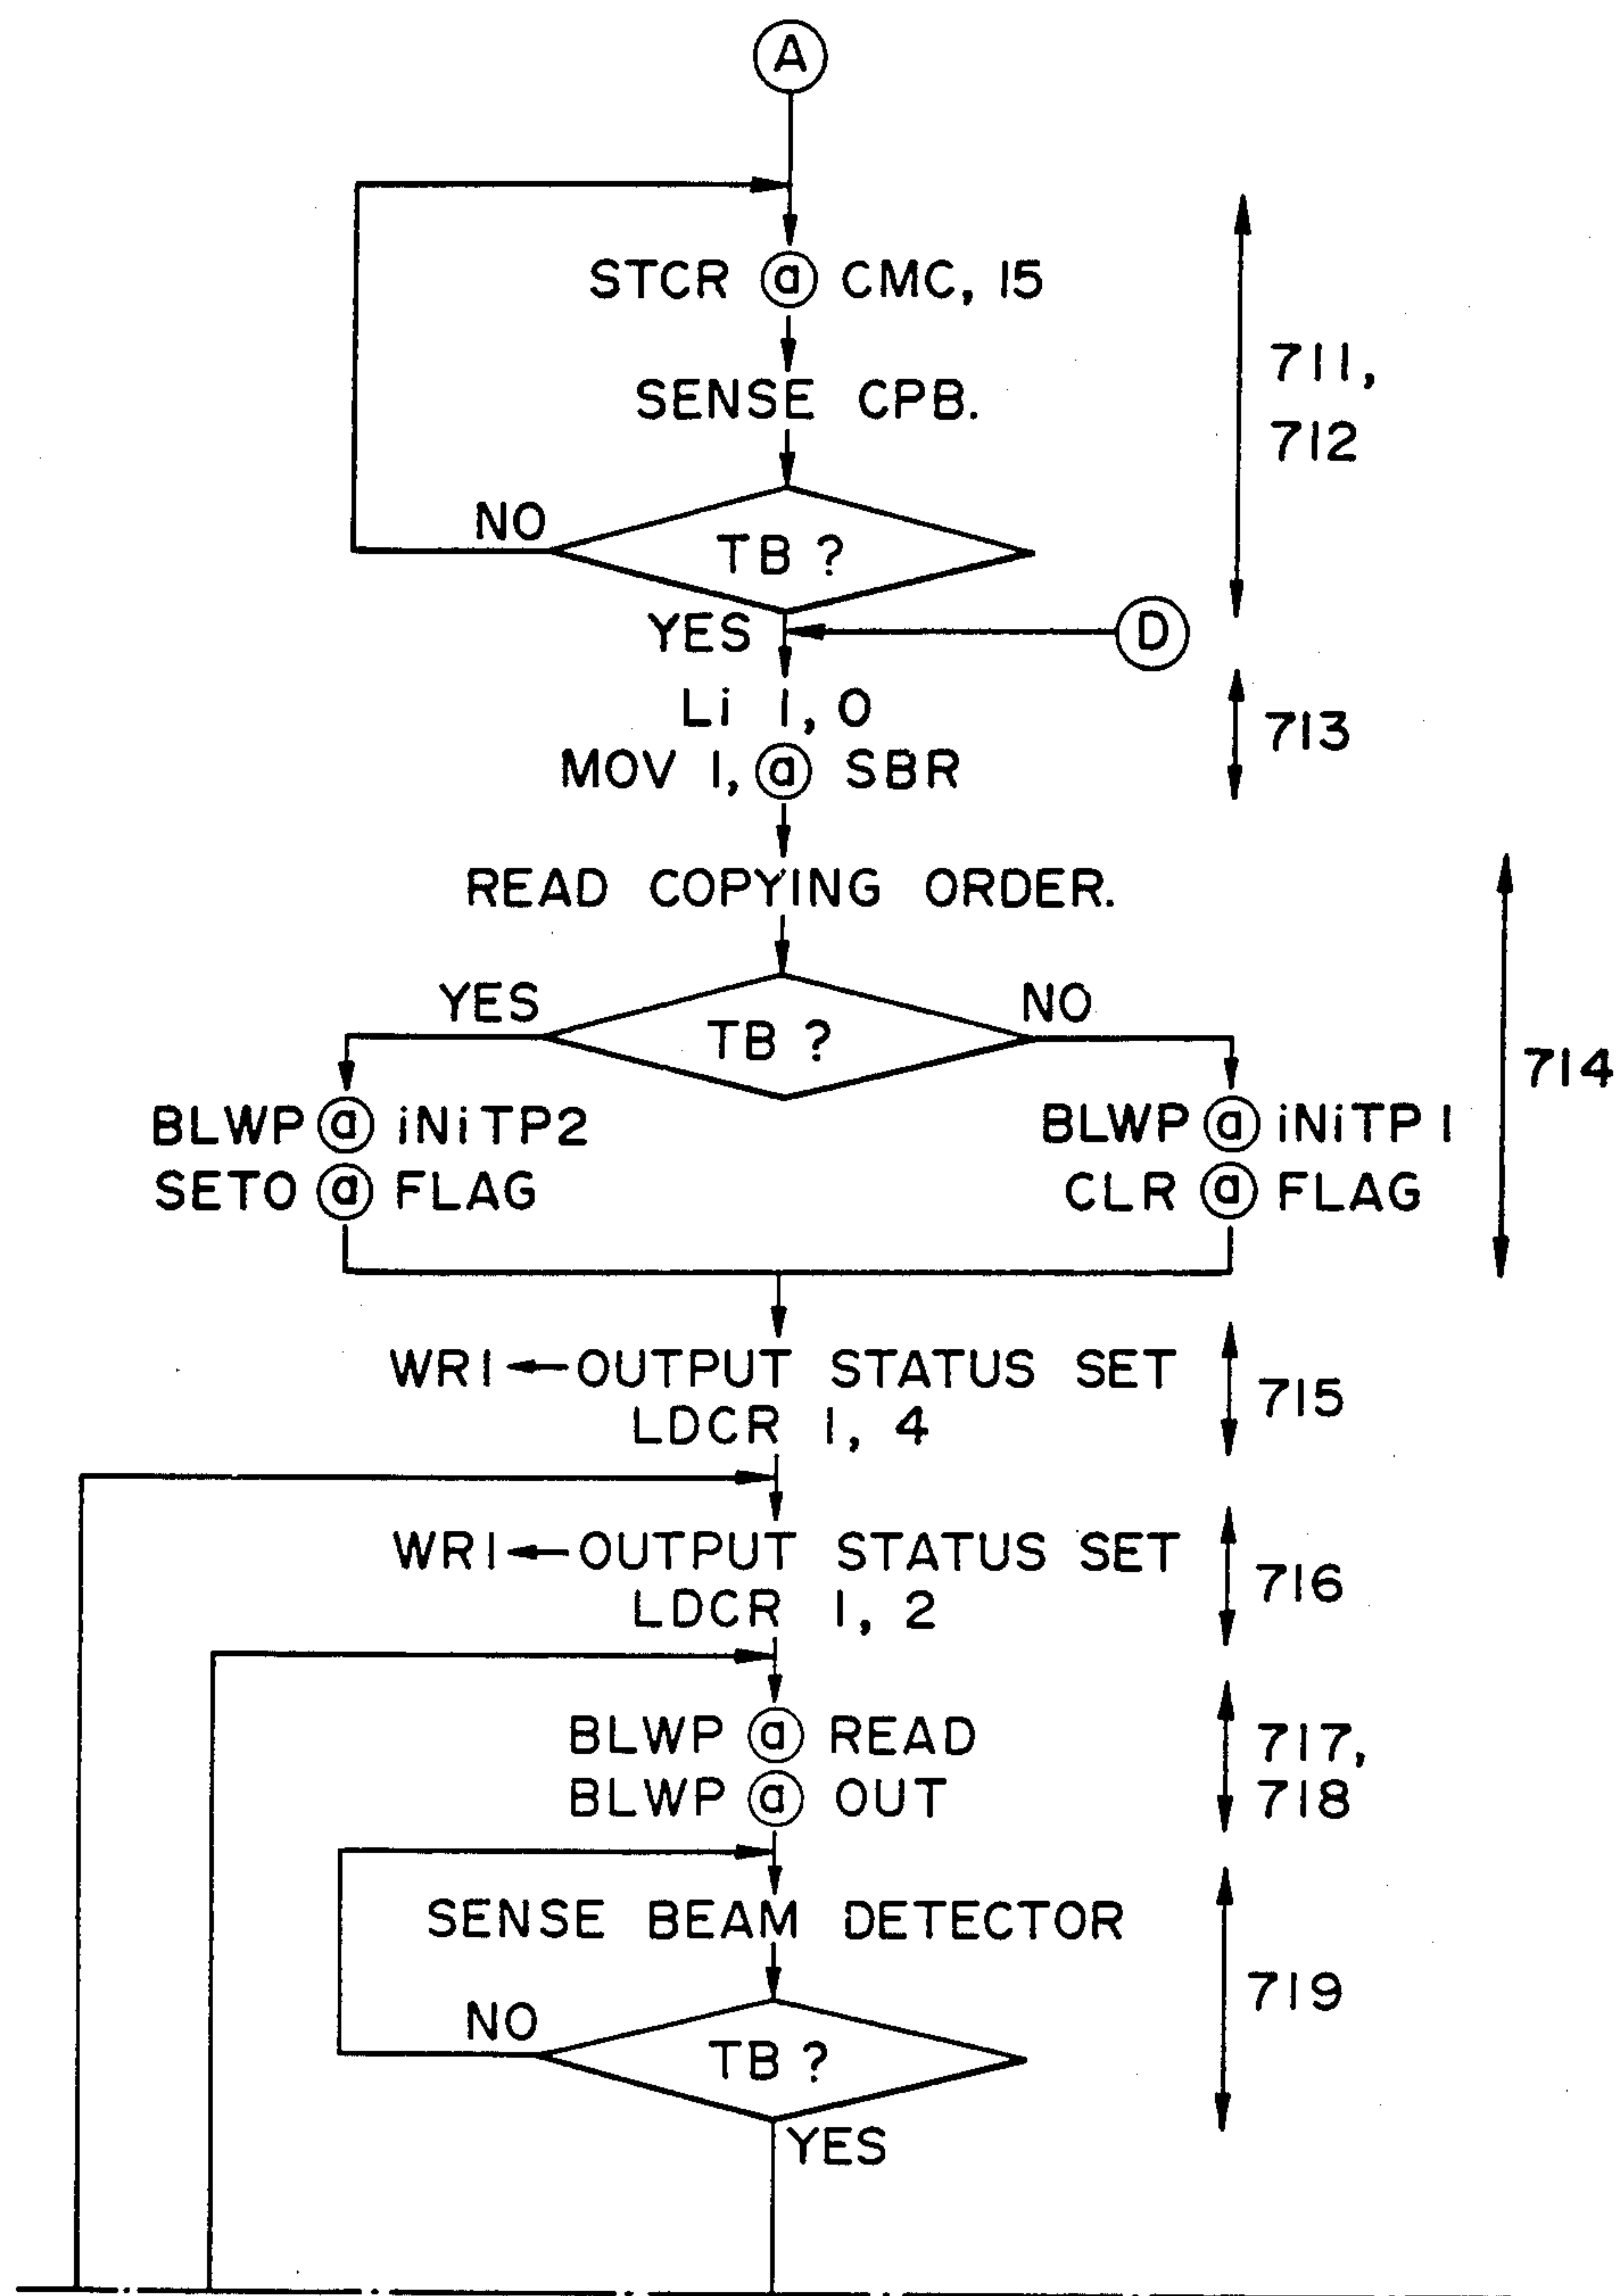 A
STCR @ CMC, 15
711,
SENSE CPB.
712
NO
TB ?
YES
D
Li 1, 0
713
MOV 1, @ SBR
READ COPYING ORDER.
YES
NO
TB ?
714
BLWP @ iNiTP2
BLWP @ iNiTP1
SETO @ FLAG
CLR @ FLAG
WR1←OUTPUT STATUS SET
715
LDCR 1, 4
WR1←OUTPUT STATUS SET
716
LDCR 1, 2
BLWP @ READ
717,
BLWP @ OUT
718
SENSE BEAM DETECTOR
719
NO
TB ?
YES